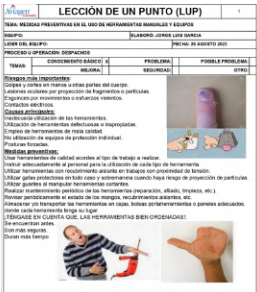 Aviagen
LECCIÓN DE UN PUNTO (LUP)
1
TEMA: MEDIDAS PREVENTIVAS EN EL USO DE HERRAMIENTAS MANUALES Y EQUIPOS
EQUIPO:
ELABORO: JORGE LUIS GARCIA
LIDER DEL EQUIPO:
FECHA: 28 AGOSTO 2023
PROCESO U OPERACIÓN: DESPACHOS
TEMAS:
CONOCIMIENTO BÁSICO X
PROBLEMA
POSIBLE PROBLEMA
MEJORA
SEGURIDAD
OTRO
Riesgos más importantes:
Golpes y cortes en manos u otras partes del cuerpo.
Lesiones oculares por proyección de fragmentos o partículas.
Esguinces por movimientos o esfuerzos violentos.
Contactos eléctricos.
Causas principales:
Inadecuada utilización de las herramientas.
Utilización de herramientas defectuosas o inapropiadas.
Empleo de herramientas de mala calidad.
No utilización de equipos de protección individual.
Posturas forzadas.
Medidas preventivas:
Usar herramientas de calidad acordes al tipo de trabajo a realizar.
Instruir adecuadamente al personal para la utilización de cada tipo de herramienta
Utilizar herramientas con recubrimiento aislante en trabajos con proximidad de tensión.
Utilizar gafas protectoras en todo caso y sobremanera cuando haya riesgo de proyección de partículas.
Utilizar guantes al manipular herramientas cortantes.
Realizar mantenimiento periódico de las herramientas (reparación, afilado, limpieza, etc.).
Revisar periódicamente el estado de los mangos, recubrimientos aislantes, etc.
Almacenar y/o transportar las herramientas en cajas, bolsas portaherramientas o paneles adecuados,
donde cada herramienta tenga su lugar
¡TÉNGASE EN CUENTA QUE, LAS HERRAMIENTAS BIEN ORDENADAS!:
Se encuentran antes
Son más seguras.
Duran más tiempo